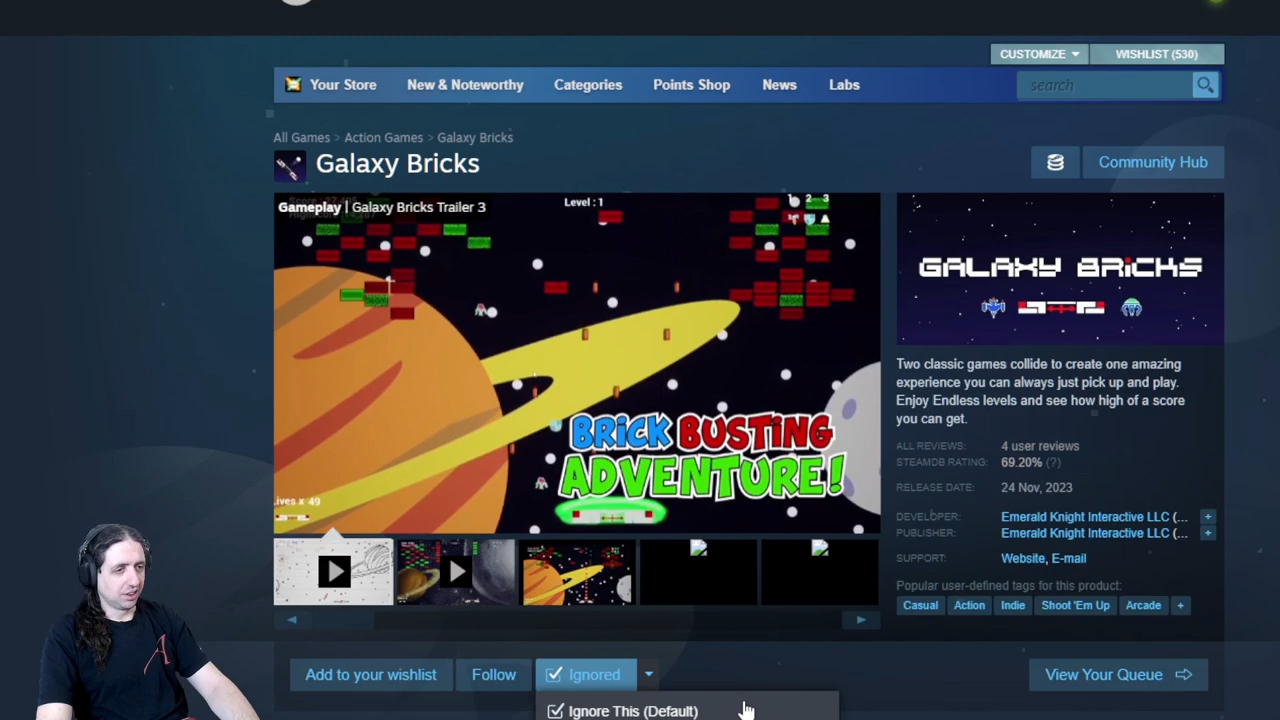 CUSTOMIZE
WISHLIST (530)
Your Store
New & Noteworthy
Categories
Points Shop
News
Labs
search
All Games > Action Games > Galaxy Bricks
Galaxy Bricks
Community Hub
Gameplay | Galaxy Bricks Trailer 3
Level : 1
2 - 3
Lives x 49
BRICK BUSTING
ADVENTURE!
GALAXY BRICKS
Two classic games collide to create one amazing
experience you can always just pick up and play.
Enjoy Endless levels and see how high of a score
you can get.
ALL REVIEWS: 4 user reviews
STEAMDB RATING: 69.20% (?)
RELEASE DATE: 24 Nov, 2023
DEVELOPER: Emerald Knight Interactive LLC (... +
PUBLISHER: Emerald Knight Interactive LLC (... +
SUPPORT: Website, E-mail
Popular user-defined tags for this product:
Casual
Action
Indie
Shoot 'Em Up
Arcade
+
Add to your wishlist
Follow
Ignored
View Your Queue
Ignore This (Default)